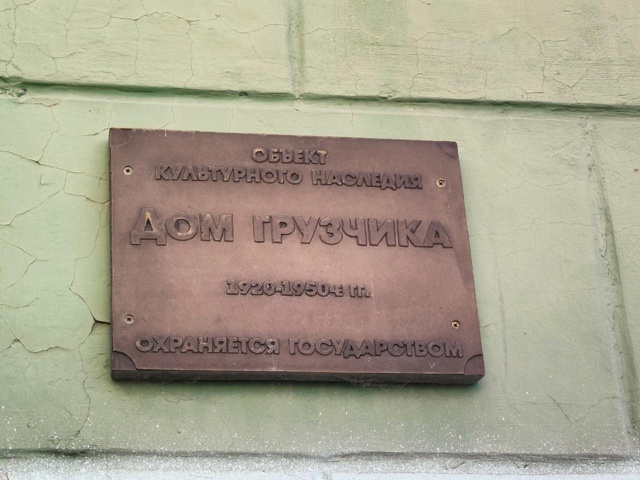 ОБЪЕКТ
КУЛЬТУРНОГО НАСЛЕДИЯ
ДОМ ГРУЗЧИКА
1920-1950-Е ГГ.
ОХРАНЯЕТСЯ ГОСУДАРСТВОМ